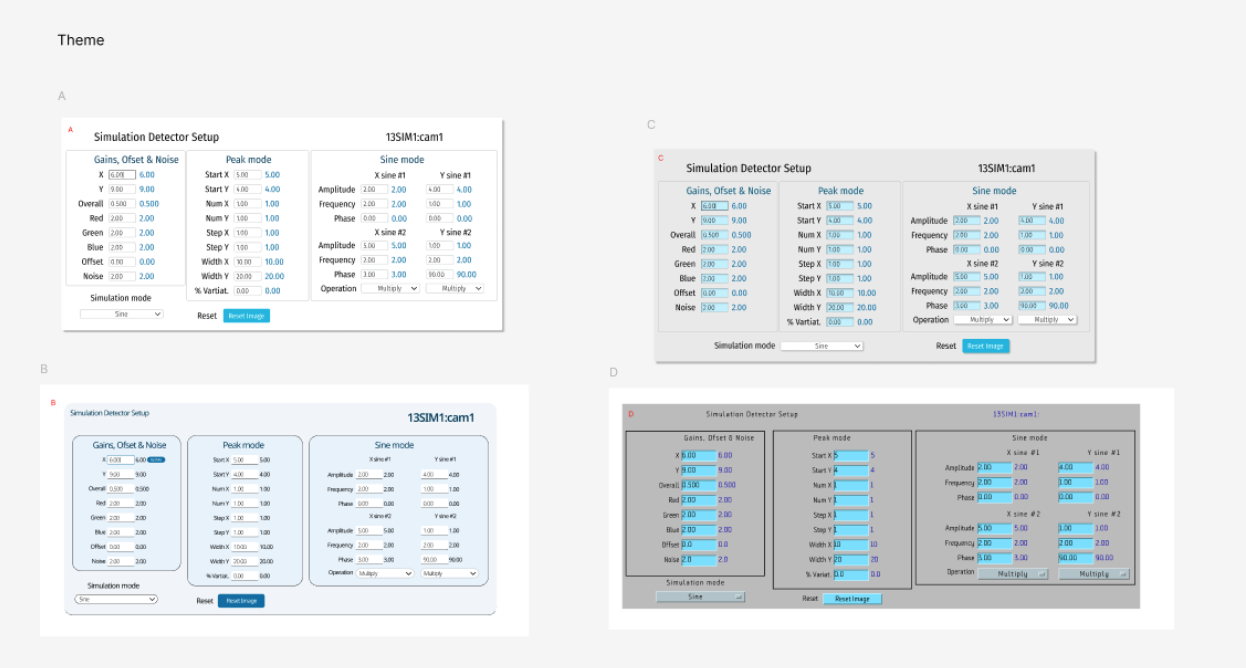 Theme
A
A
Simulation Detector Setup 13SIM1:cam1
Gains, Ofset & Noise Peak mode Sine mode
X 6.00 6.00 Start X 5.00 5.00 X sine #1 Y sine #1
Y 9.00 9.00 Start Y 4.00 4.00 Amplitude 2.00 2.00 4.00 4.00
Overall 0.500 0.500 Num X 1.00 1.00 Frequency 2.00 2.00 1.00 1.00
Red 2.00 2.00 Num Y 1.00 1.00 Phase 0.00 0.00 0.00 0.00
Green 2.00 2.00 Step X 1.00 1.00 X sine #2 Y sine #2
Blue 2.00 2.00 Step Y 1.00 1.00 Amplitude 5.00 5.00 1.00 1.00
Offset 0.00 0.00 Width X 10.00 10.00 Frequency 2.00 2.00 2.00 2.00
Noise 2.00 2.00 Width Y 20.00 20.00 Phase 3.00 3.00 90.00 90.00
% Vartiat. 0.00 0.00 Operation Multiply Multiply
Simulation mode
Sine Reset Reset Image
C
C
Simulation Detector Setup 13SIM1:cam1
Gains, Ofset & Noise Peak mode Sine mode
X 6.00 6.00 Start X 5.00 5.00 X sine #1 Y sine #1
Y 9.00 9.00 Start Y 4.00 4.00 Amplitude 2.00 2.00 4.00 4.00
Overall 0.500 0.500 Num X 1.00 1.00 Frequency 2.00 2.00 1.00 1.00
Red 2.00 2.00 Num Y 1.00 1.00 Phase 0.00 0.00 0.00 0.00
Green 2.00 2.00 Step X 1.00 1.00 X sine #2 Y sine #2
Blue 2.00 2.00 Step Y 1.00 1.00 Amplitude 5.00 5.00 1.00 1.00
Offset 0.00 0.00 Width X 10.00 10.00 Frequency 2.00 2.00 2.00 2.00
Noise 2.00 2.00 Width Y 20.00 20.00 Phase 3.00 3.00 90.00 90.00
% Vartiat. 0.00 0.00 Operation Multiply Multiply
Simulation mode Sine Reset Reset Image
B
B
Simulation Detector Setup 13SIM1:cam1
Gains, Ofset & Noise Peak mode Sine mode
X 6.00 6.00 Start X 5.00 5.00 X sine #1 Y sine #1
Y 9.00 9.00 Start Y 4.00 4.00 Amplitude 2.00 2.00 4.00 4.00
Overall 0.500 0.500 Num X 1.00 1.00 Frequency 2.00 2.00 1.00 1.00
Red 2.00 2.00 Num Y 1.00 1.00 Phase 0.00 0.00 0.00 0.00
Green 2.00 2.00 Step X 1.00 1.00 X sine #2 Y sine #2
Blue 2.00 2.00 Step Y 1.00 1.00 Amplitude 5.00 5.00 1.00 1.00
Offset 0.00 0.00 Width X 10.00 10.00 Frequency 2.00 2.00 2.00 2.00
Noise 2.00 2.00 Width Y 20.00 20.00 Phase 3.00 3.00 90.00 90.00
% Vartiat. 0.00 0.00 Operation Multiply Multiply
Simulation mode
Sine Reset Reset Image
D
D
Simulation Detector Setup 13SIM1:cam1:
Gains, Ofset & Noise Peak mode Sine mode
X 6.00 6.00 Start X 5 5 X sine #1 Y sine #1
Y 9.00 9.00 Start Y 4 4 Amplitude 2.00 2.00 4.00 4.00
Overall 0.500 0.500 Num X 1 1 Frequency 2.00 2.00 1.00 1.00
Red 2.00 2.00 Num Y 1 1 Phase 0.00 0.00 0.00 0.00
Green 2.00 2.00 Step X 1 1 X sine #2 Y sine #2
Blue 2.00 2.00 Step Y 1 1 Amplitude 5.00 5.00 1.00 1.00
Offset 0.0 0.0 Width X 10 10 Frequency 2.00 2.00 2.00 2.00
Noise 2.0 2.0 Width Y 20 20 Phase 3.00 3.00 90.00 90.00
% Variat. 0.0 0.0 Operation Multiply Multiply
Simulation mode
Sine Reset Reset Image